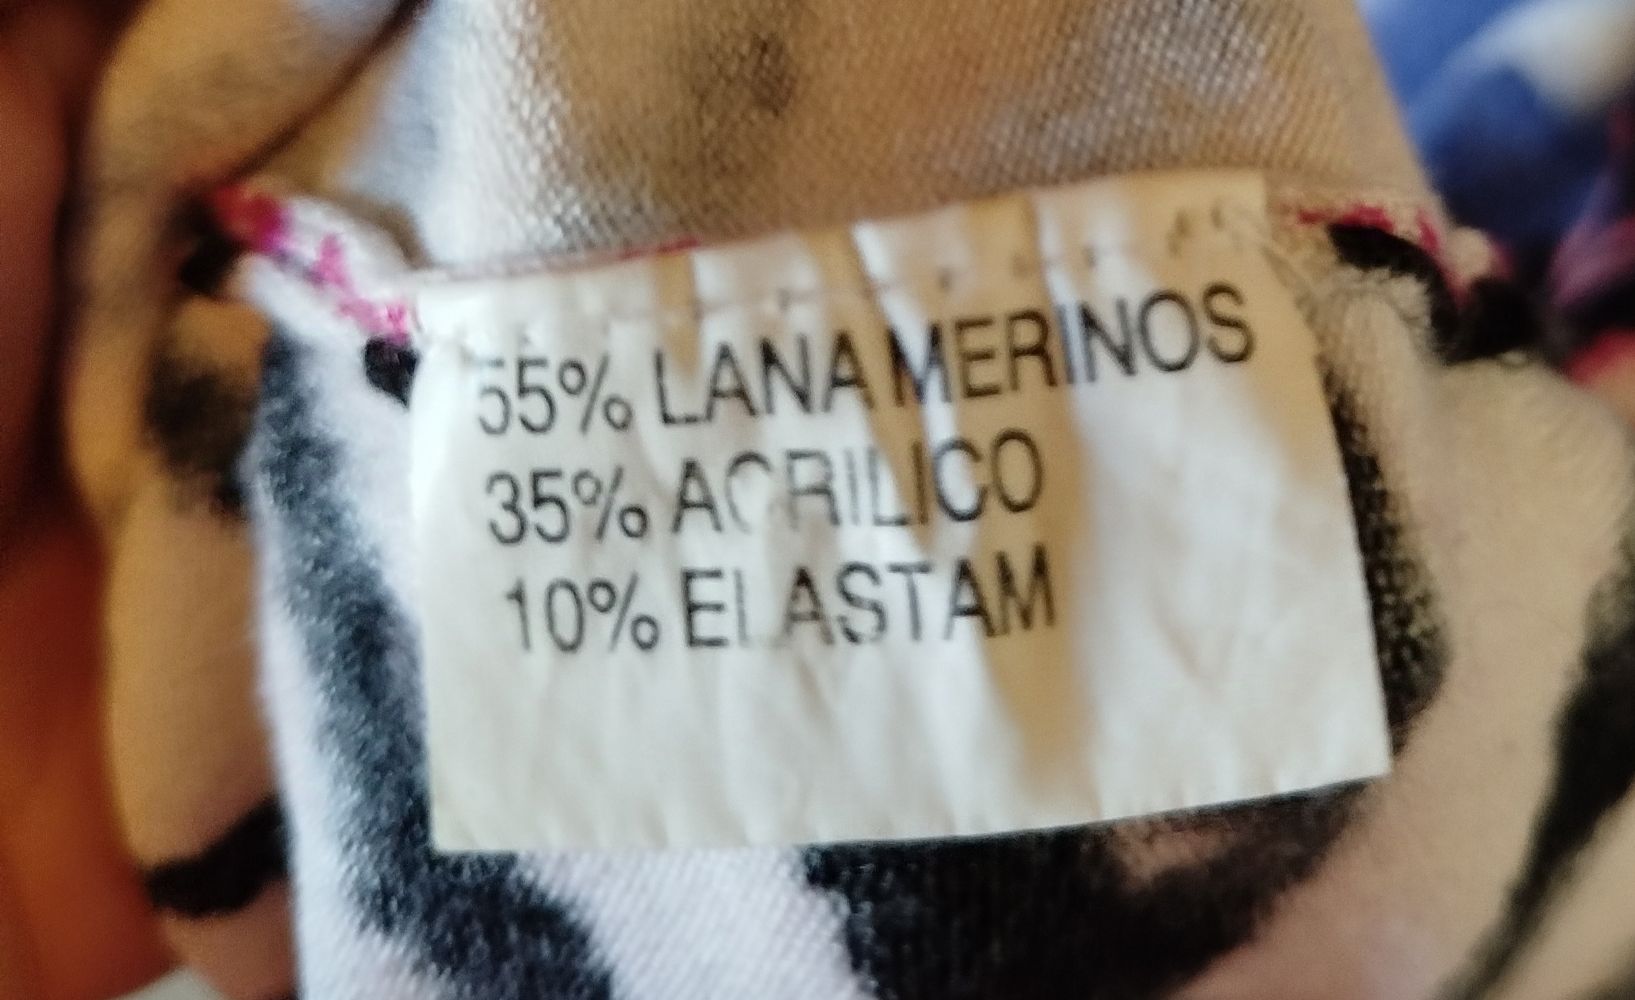 55% LANA MERINOS
35% ACRILICO
10% ELASTAM